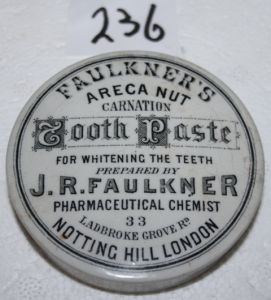 236
FAULKNER'S
ARECA NUT
CARNATION
Tooth Paste
FOR WHITENING THE TEETH
PREPARED BY
J.R.FAULKNER
PHARMACEUTICAL CHEMIST
33
LADBROKE GROVE RD
NOTTING HILL LONDON